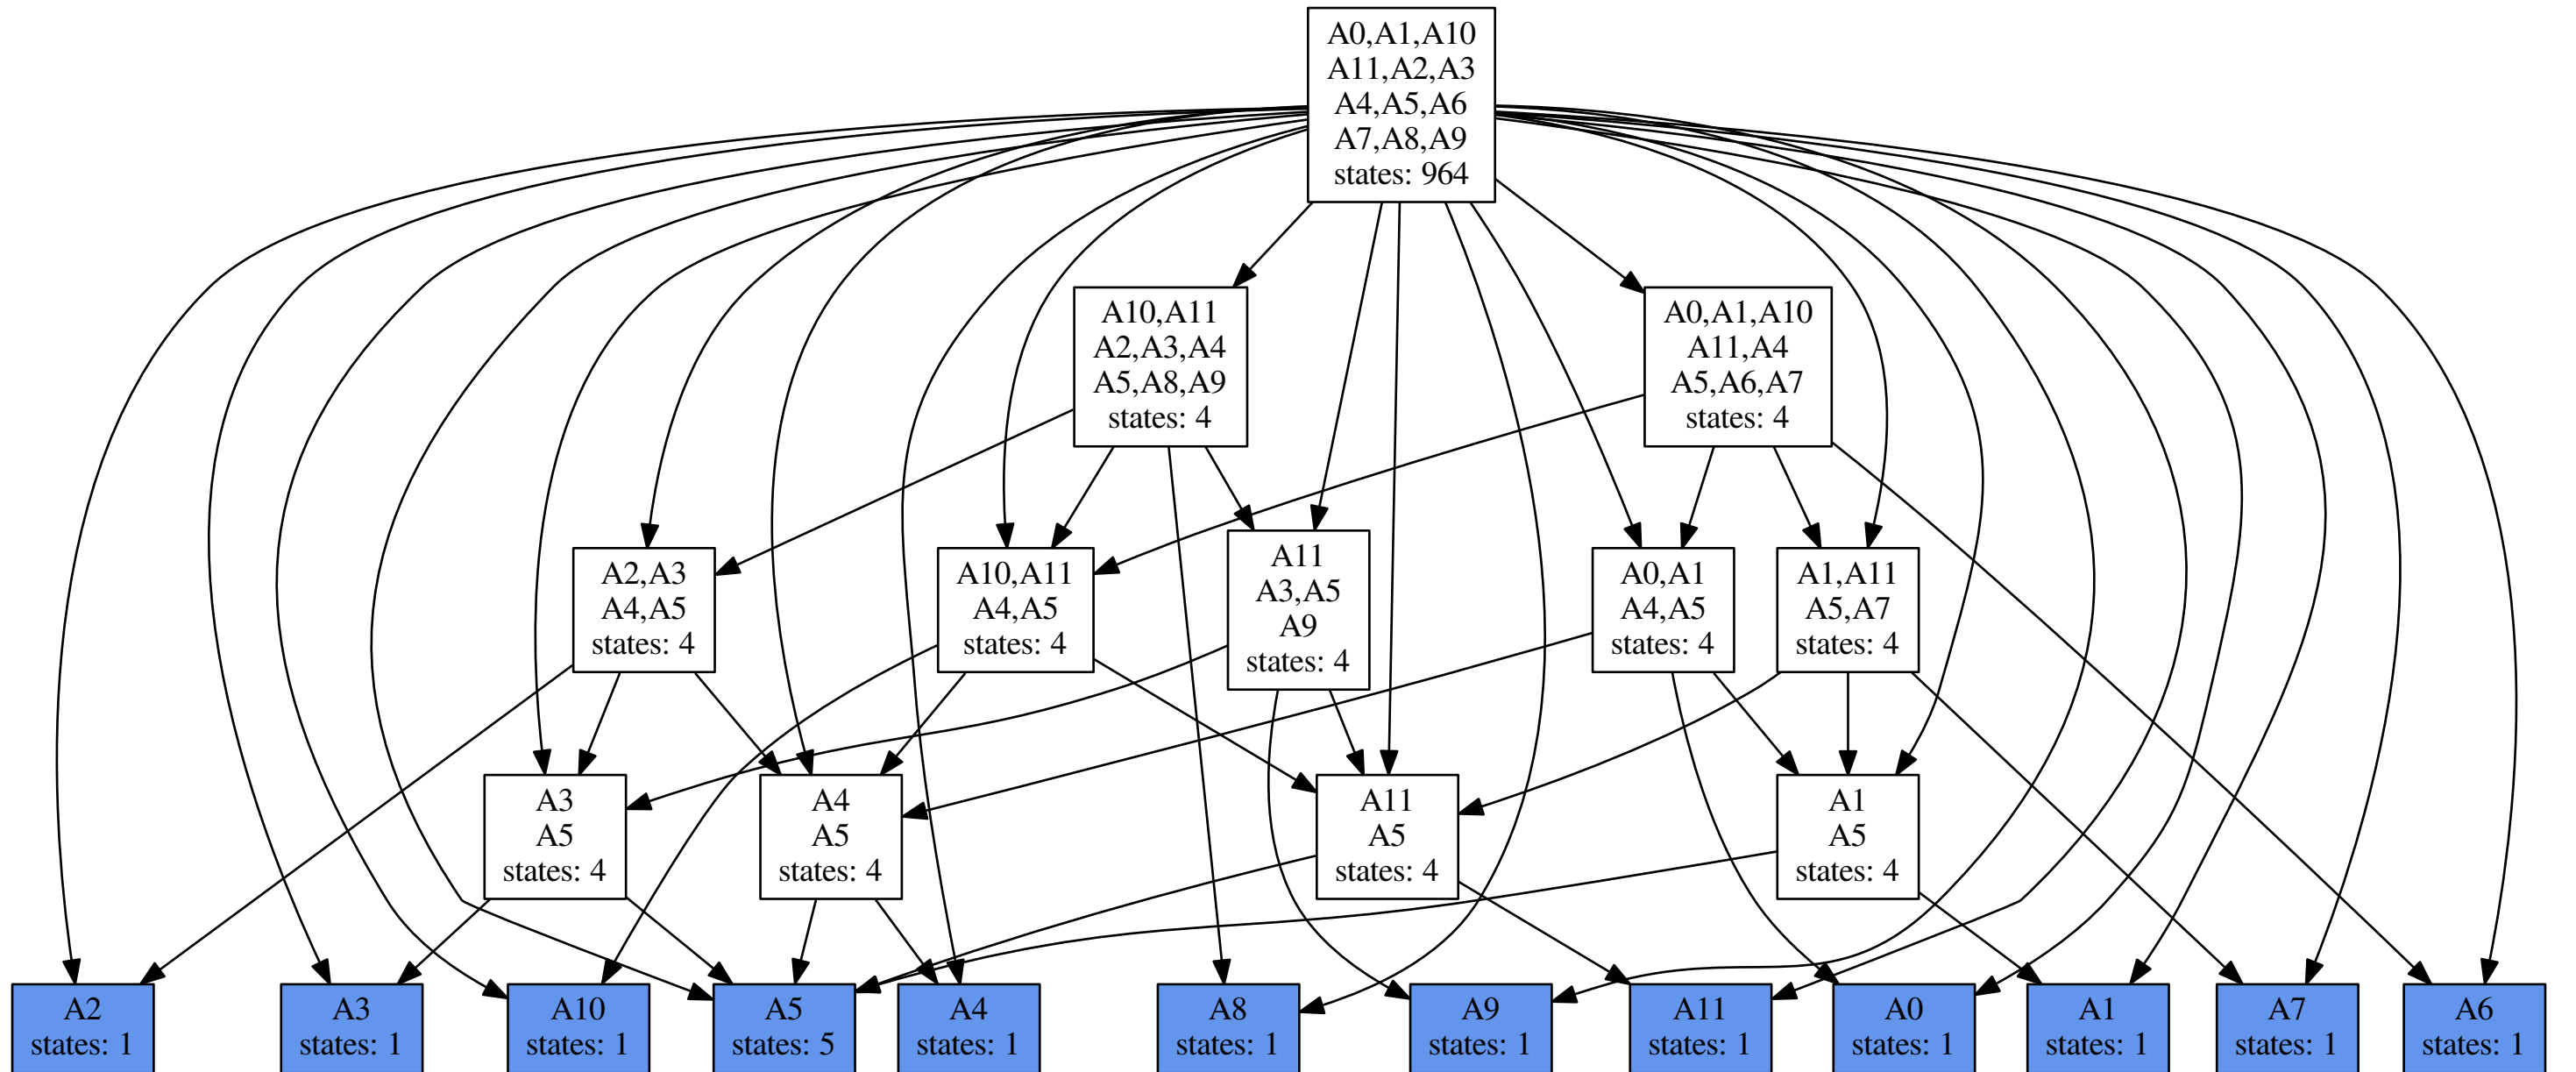 A0,A1,A10
A11,A2,A3
A4,A5,A6
A7,A8,A9
states: 964
A10,A11
A2,A3,A4
A5,A8,A9
states: 4
A0,A1,A10
A11,A4
A5,A6,A7
states: 4
A2,A3
A4,A5
states: 4
A10,A11
A4,A5
states: 4
A11
A3,A5
A9
states: 4
A0,A1
A4,A5
states: 4
A1,A11
A5,A7
states: 4
A3
A5
states: 4
A4
A5
states: 4
A11
A5
states: 4
A1
A5
states: 4
A2
states: 1
A3
states: 1
A10
states: 1
A5
states: 5
A4
states: 1
A8
states: 1
A9
states: 1
A11
states: 1
A0
states: 1
A1
states: 1
A7
states: 1
A6
states: 1